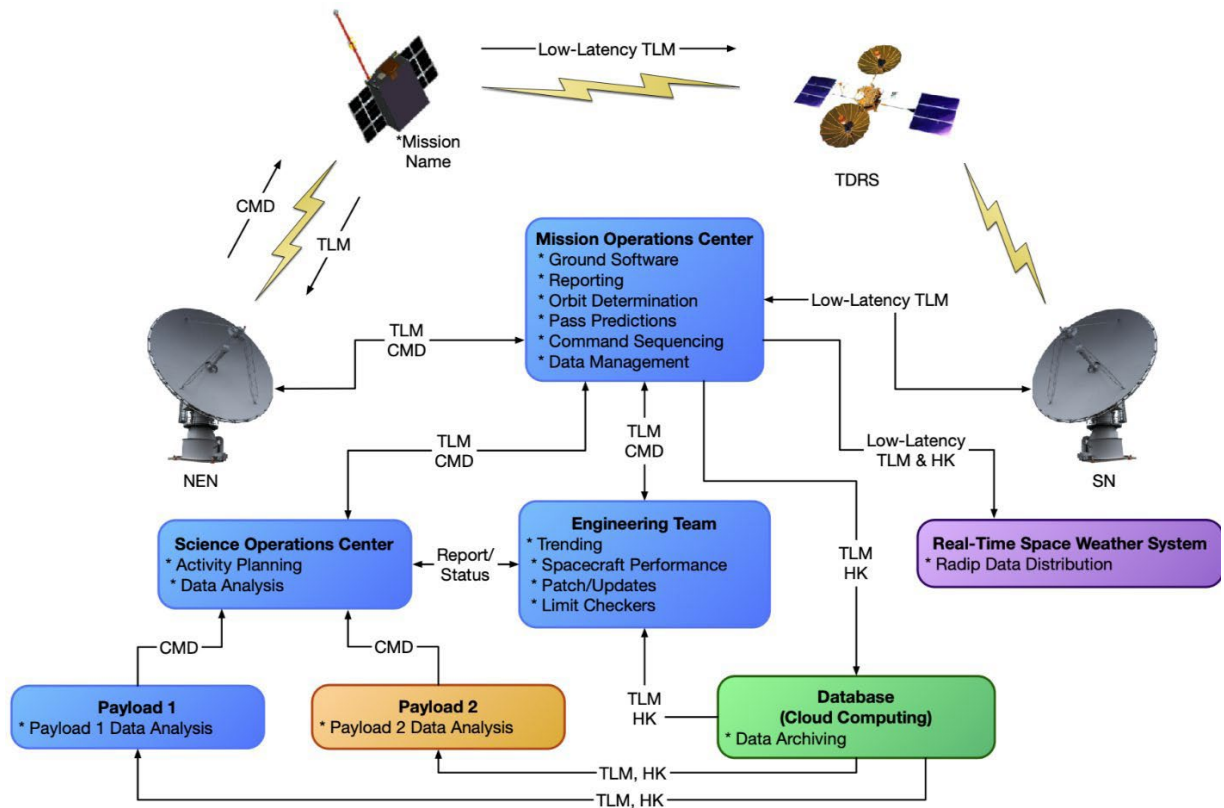 Low-Latency TLM
*Mission
Name
TDRS
CMD
TLM
Mission Operations Center
* Ground Software
* Reporting
* Orbit Determination
* Pass Predictions
* Command Sequencing
* Data Management
Low-Latency TLM
TLM
CMD
NEN
TLM
CMD
TLM
CMD
Low-Latency
TLM & HK
SN
Science Operations Center
* Activity Planning
* Data Analysis
Report/
Status
Engineering Team
* Trending
* Spacecraft Performance
* Patch/Updates
* Limit Checkers
TLM
HK
Real-Time Space Weather System
* Radip Data Distribution
CMD
CMD
Payload 1
* Payload 1 Data Analysis
Payload 2
* Payload 2 Data Analysis
TLM
HK
Database
(Cloud Computing)
* Data Archiving
TLM, HK
TLM, HK